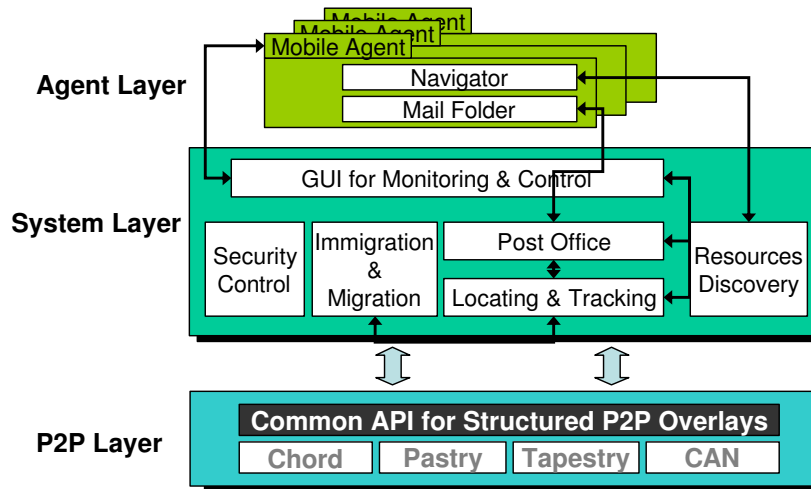 Mobile Agent
Mobile Agent
Mobile Agent
Agent Layer
Navigator
Mail Folder
System Layer
GUI for Monitoring & Control
Security
Control
Immigration
&
Migration
Post Office
Locating & Tracking
Resources
Discovery
P2P Layer
Common API for Structured P2P Overlays
Chord
Pastry
Tapestry
CAN